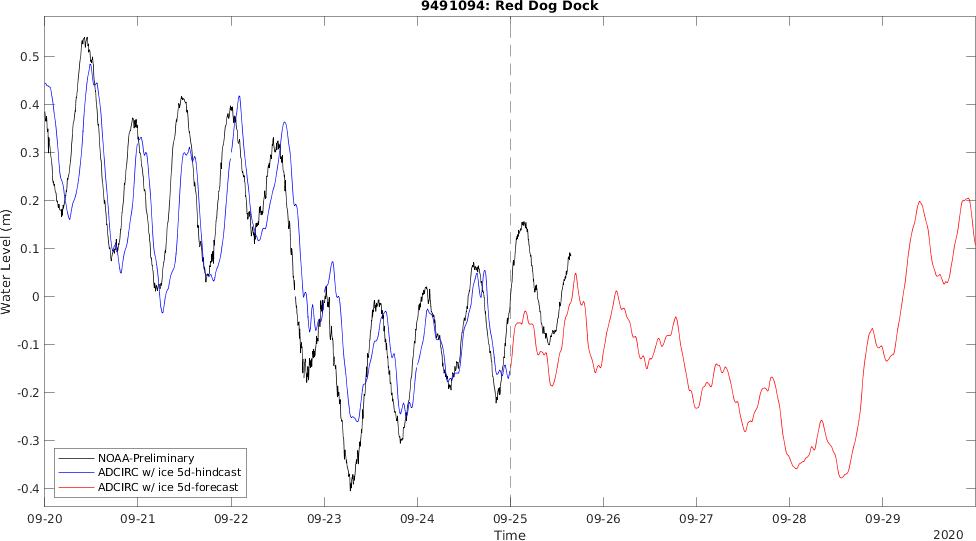 9491094: Red Dog Dock
Water Level (m)
0.5
0.4
0.3
0.2
0.1
0
-0.1
-0.2
-0.3
-0.4
NOAA-Preliminary
ADCIRC w/ ice 5d-hindcast
ADCIRC w/ ice 5d-forecast
09-20 09-21 09-22 09-23 09-24 09-25 09-26 09-27 09-28 09-29
Time
2020